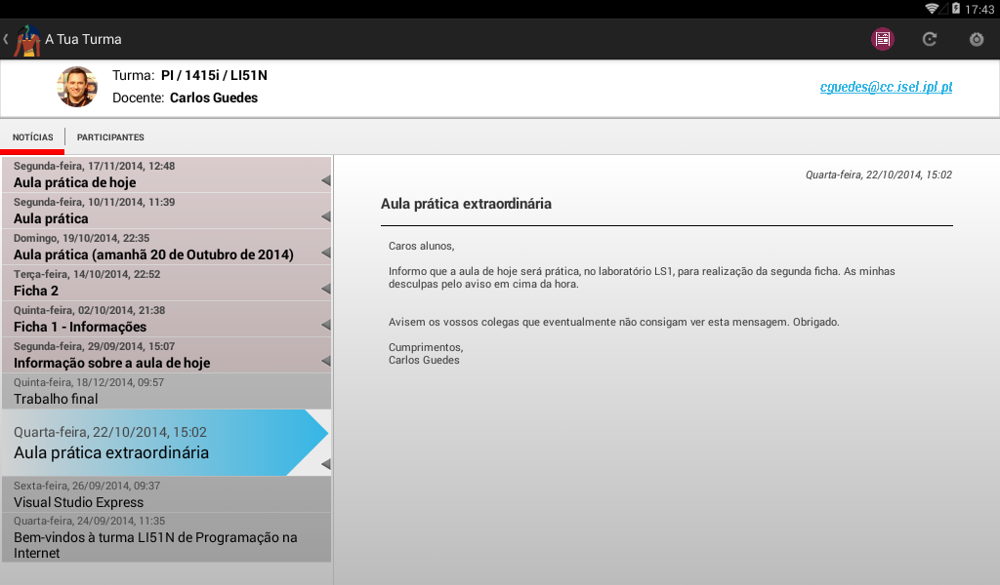 17:43
A Tua Turma
Turma: PI / 1415i / LI51N
Docente: Carlos Guedes
cguedes@cc.isel.ipl.pt
NOTÍCIAS
PARTICIPANTES
Segunda-feira, 17/11/2014, 12:48
Aula prática de hoje
Segunda-feira, 10/11/2014, 11:39
Aula prática
Domingo, 19/10/2014, 22:35
Aula prática (amanhã 20 de Outubro de 2014)
Terça-feira, 14/10/2014, 22:52
Ficha 2
Quinta-feira, 02/10/2014, 21:38
Ficha 1 - Informações
Segunda-feira, 29/09/2014, 15:07
Informação sobre a aula de hoje
Quinta-feira, 18/12/2014, 09:57
Trabalho final
Quarta-feira, 22/10/2014, 15:02
Aula prática extraordinária
Sexta-feira, 26/09/2014, 09:37
Visual Studio Express
Quarta-feira, 24/09/2014, 11:35
Bem-vindos à turma LI51N de Programação na
Internet
Quarta-feira, 22/10/2014, 15:02
Aula prática extraordinária
Caros alunos,
Informo que a aula de hoje será prática, no laboratório LS1, para realização da segunda ficha. As minhas
desculpas pelo aviso em cima da hora.
Avisem os vossos colegas que eventualmente não consigam ver esta mensagem. Obrigado.
Cumprimentos,
Carlos Guedes